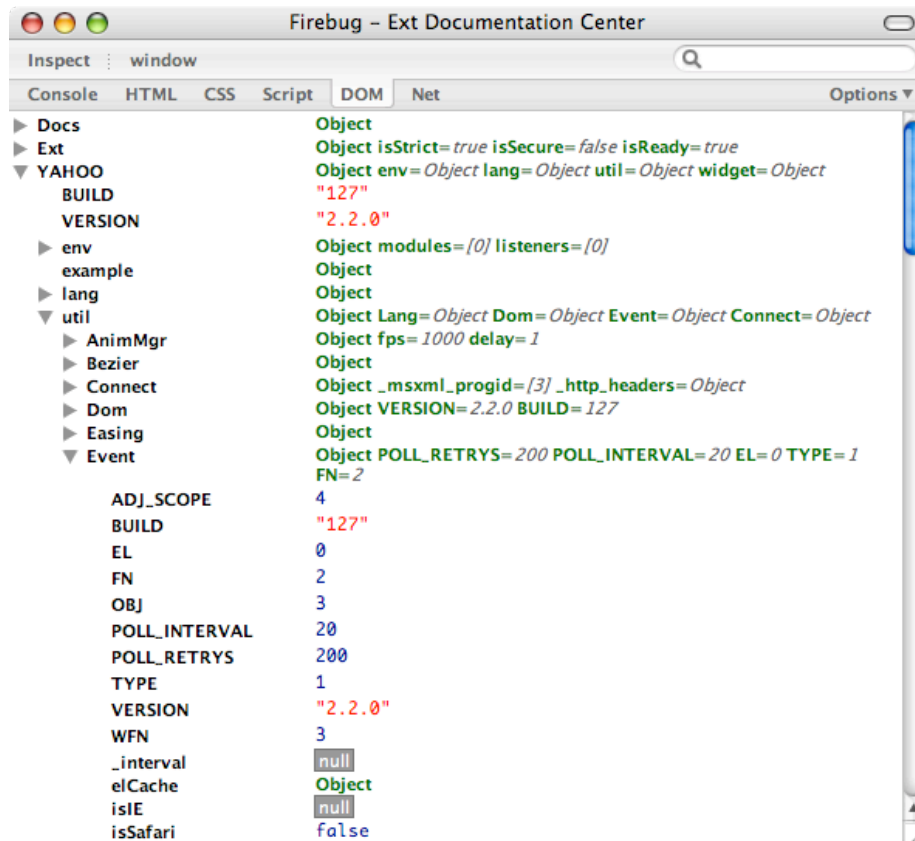 Firebug – Ext Documentation Center
Inspect window
Console HTML CSS Script DOM Net Options
Docs Object
Ext Object isStrict=true isSecure=false isReady=true
YAHOO Object env=Object lang=Object util=Object widget=Object
BUILD "127"
VERSION "2.2.0"
env Object modules=[0] listeners=[0]
example Object
lang Object
util Object Lang=Object Dom=Object Event=Object Connect=Object
AnimMgr Object fps=1000 delay=1
Bezier Object
Connect Object _msxml_progid=[3] _http_headers=Object
Dom Object VERSION=2.2.0 BUILD=127
Easing Object
Event Object POLL_RETRYS=200 POLL_INTERVAL=20 EL=0 TYPE=1
FN=2
ADJ_SCOPE 4
BUILD "127"
EL 0
FN 2
OBJ 3
POLL_INTERVAL 20
POLL_RETRYS 200
TYPE 1
VERSION "2.2.0"
WFN 3
_interval null
elCache Object
isIE null
isSafari false